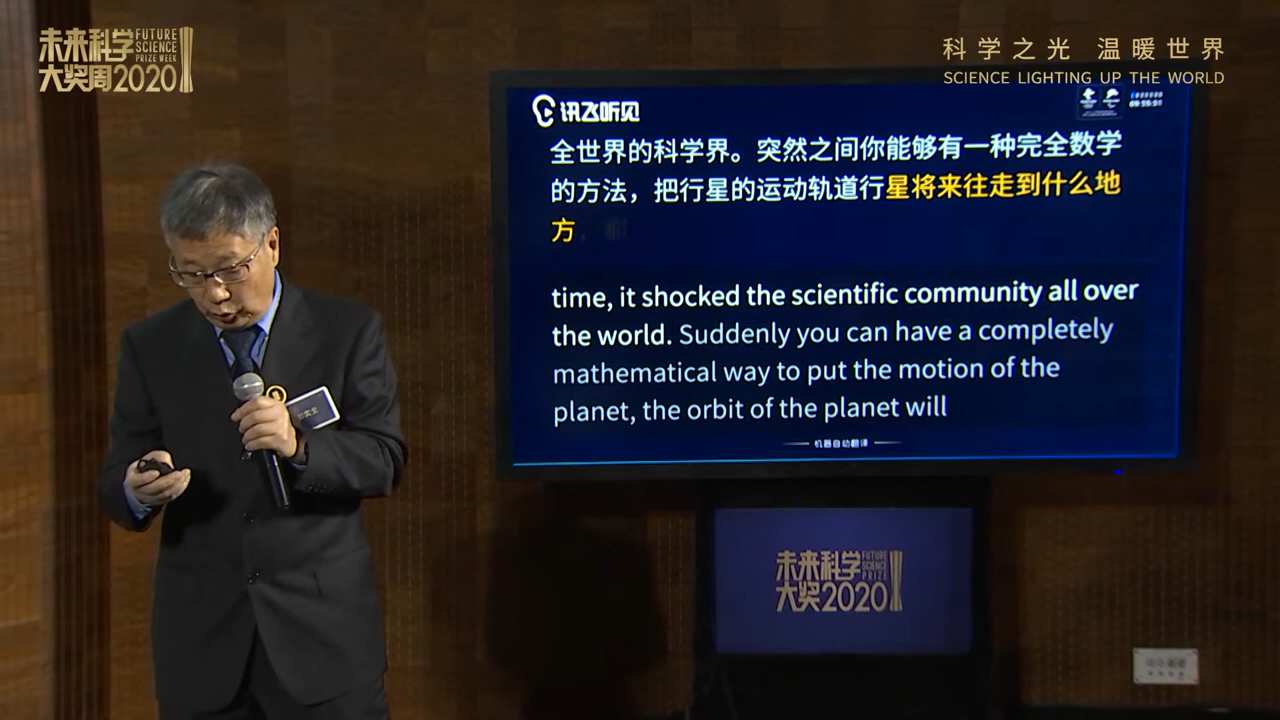 未来科学
大奖周2020
FUTURE
SCIENCE
PRIZE WEEK
科学之光 温暖世界
SCIENCE LIGHTING UP THE WORLD
讯飞听见
全世界的科学界。突然之间你能够有一种完全数学
的方法，把行星的运动轨道行星将来往走到什么地
方
time, it shocked the scientific community all over
the world. Suddenly you can have a completely
mathematical way to put the motion of the
planet, the orbit of the planet will
机器自动翻译
未来科学
大奖2020
FUTURE
SCIENCE
PRIZE